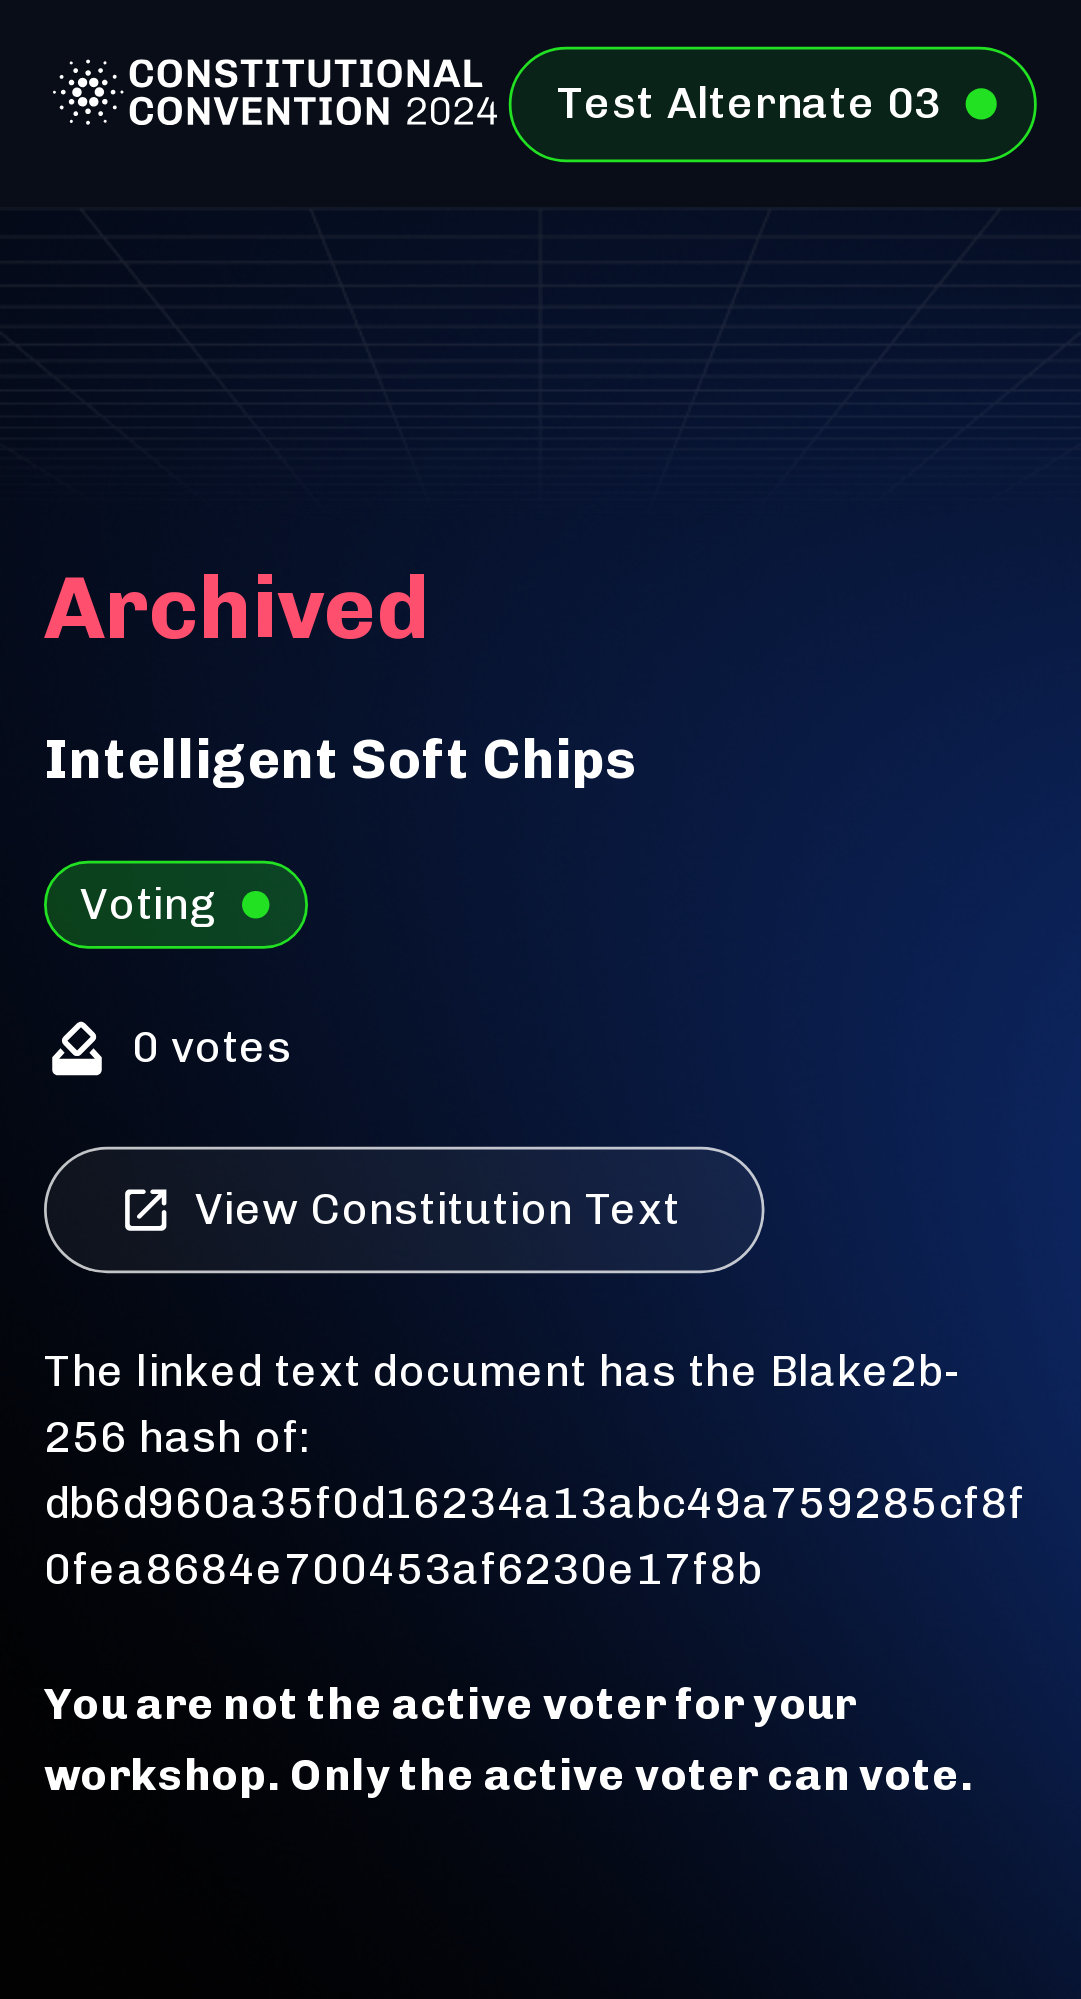 CONSTITUTIONAL
CONVENTION 2024
Test Alternate 03
Archived
Intelligent Soft Chips
Voting
0 votes
View Constitution Text
The linked text document has the Blake2b-
256 hash of:
db6d960a35f0d16234a13abc49a759285cf8f
0fea8684e700453af6230e17f8b
You are not the active voter for your
workshop. Only the active voter can vote.